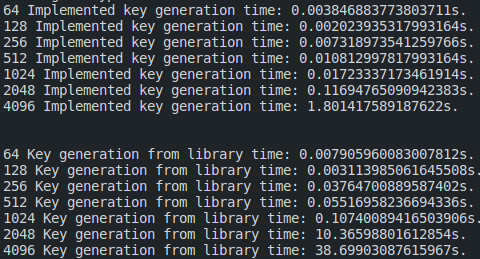 64 Implemented key generation time: 0.003846883773803711s.
128 Implemented key generation time: 0.002023935317993164s.
256 Implemented key generation time: 0.007318973541259766s.
512 Implemented key generation time: 0.010812997817993164s.
1024 Implemented key generation time: 0.01723337173461914s.
2048 Implemented key generation time: 0.11694765090942383s.
4096 Implemented key generation time: 1.801417589187622s.
64 Key generation from library time: 0.007905960083007812s.
128 Key generation from library time: 0.003113985061645508s.
256 Key generation from library time: 0.03764700889587402s.
512 Key generation from library time: 0.05516958236694336s.
1024 Key generation from library time: 0.10740089416503906s.
2048 Key generation from library time: 10.36598801612854s.
4096 Key generation from library time: 38.69903087615967s.